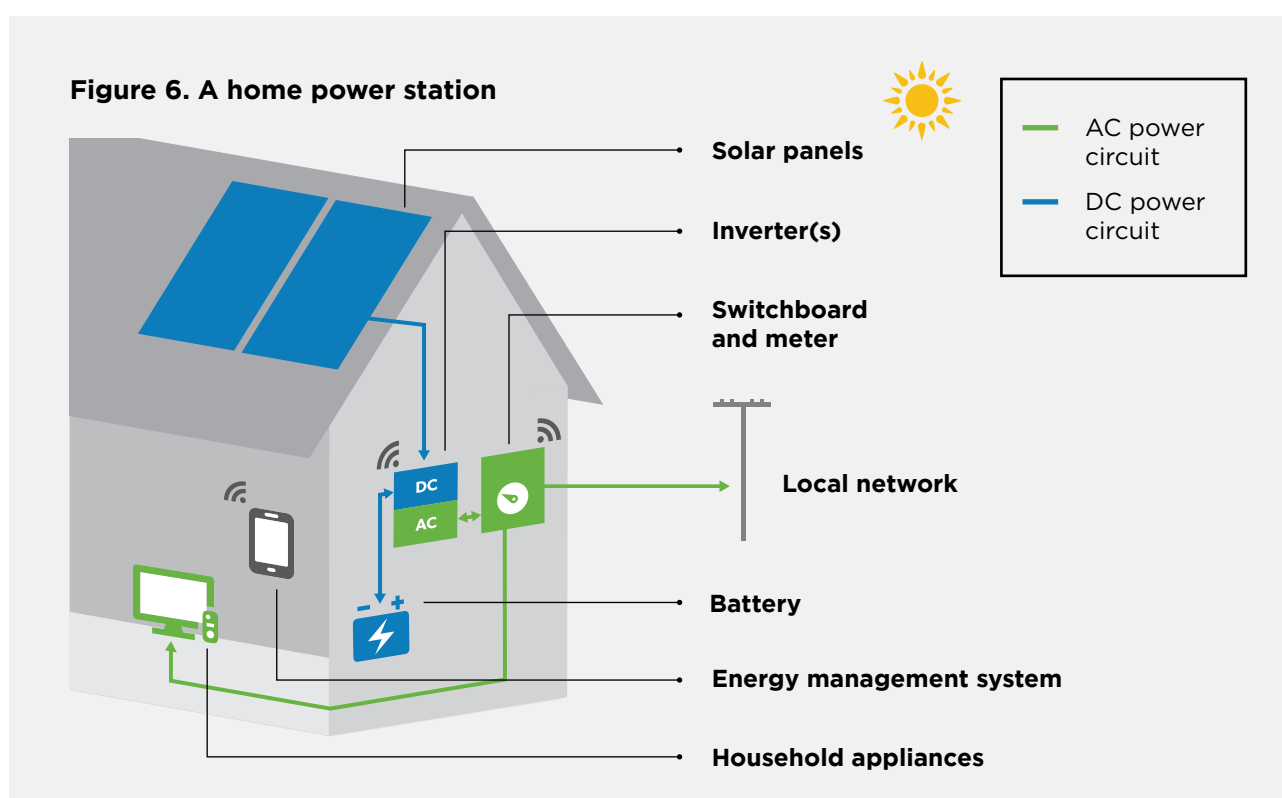 Figure 6. A home power station
AC power
circuit
DC power
circuit
Solar panels
Inverter(s)
Switchboard
and meter
DC
AC
Local network
Battery
Energy management system
Household appliances